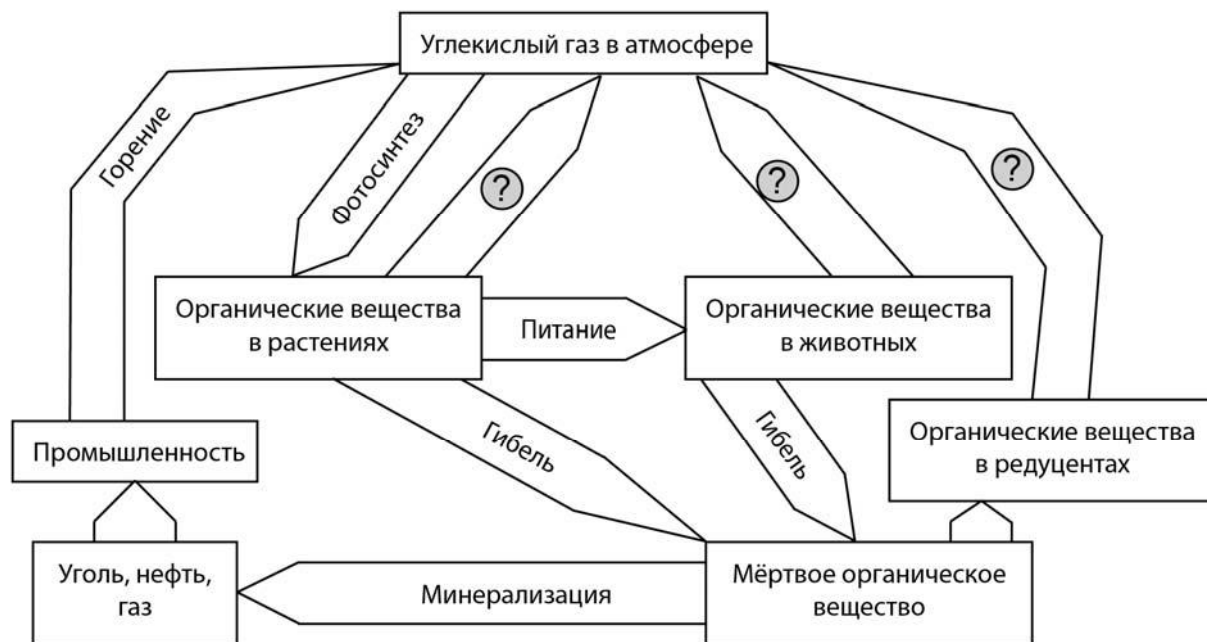 Углекислый газ в атмосфере
Горение
Фотосинтез
?
?
?
Органические вещества
в растениях
Питание
Органические вещества
в животных
Гибель
Гибель
Органические вещества
в редуцентах
Промышленность
Уголь, нефть,
газ
Минерализация
Мёртвое органическое
вещество